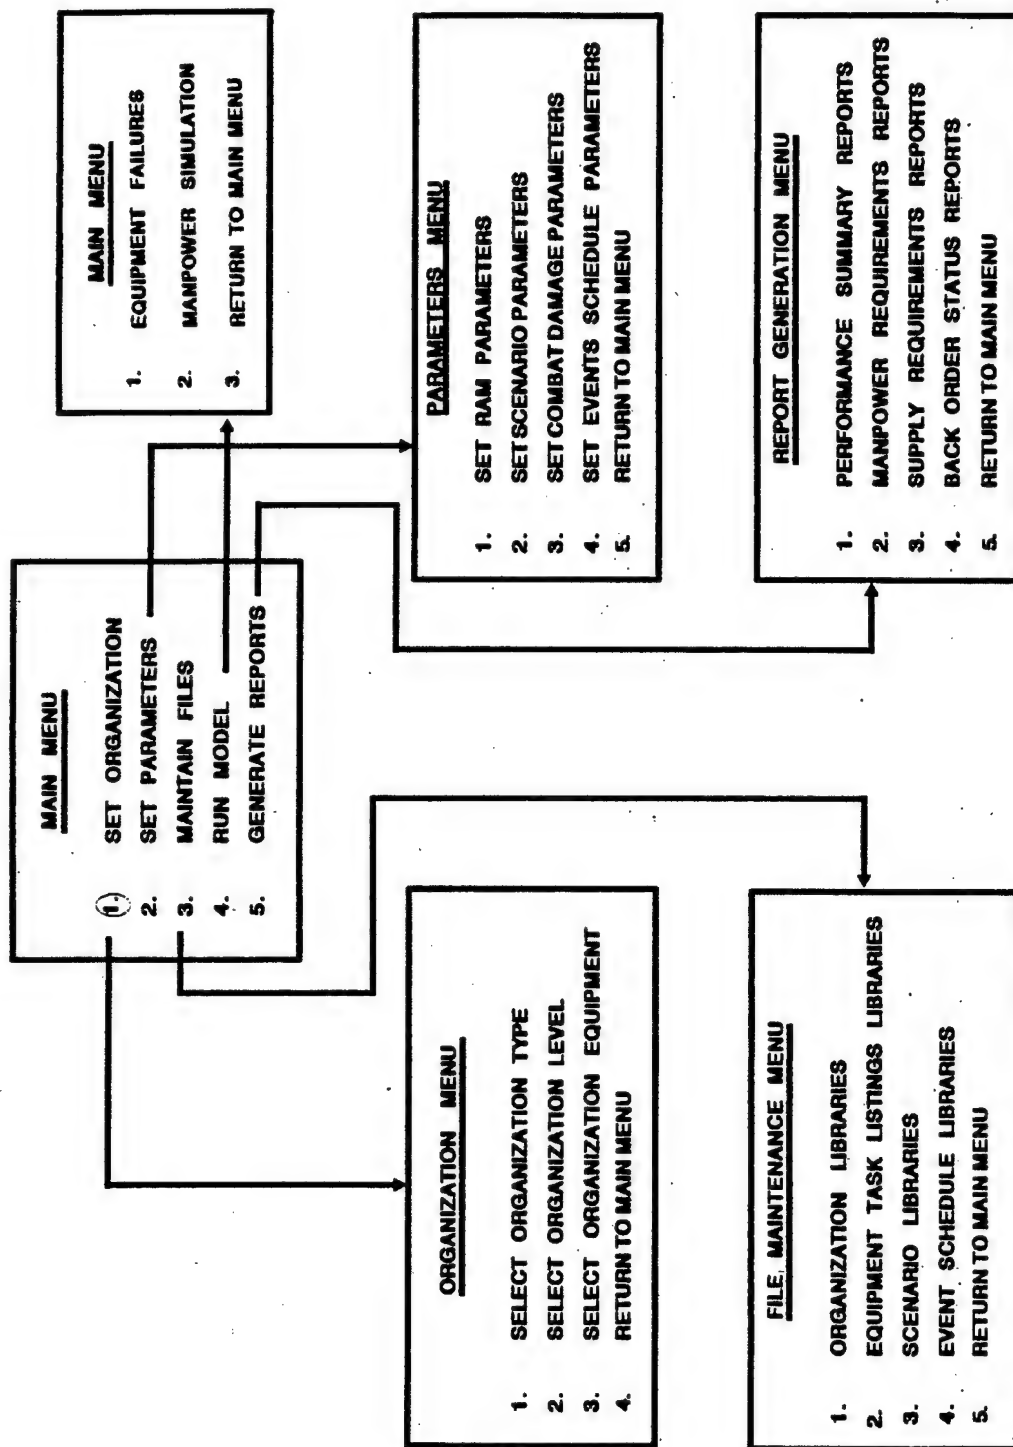 MAIN MENU
1. SET ORGANIZATION
2. SET PARAMETERS
3. MAINTAIN FILES
4. RUN MODEL
5. GENERATE REPORTS
MAIN MENU
1. EQUIPMENT FAILURES
2. MANPOWER SIMULATION
3. RETURN TO MAIN MENU
ORGANIZATION MENU
1. SELECT ORGANIZATION TYPE
2. SELECT ORGANIZATION LEVEL
3. SELECT ORGANIZATION EQUIPMENT
4. RETURN TO MAIN MENU
PARAMETERS MENU
1. SET RAM PARAMETERS
2. SET SCENARIO PARAMETERS
3. SET COMBAT DAMAGE PARAMETERS
4. SET EVENTS SCHEDULE PARAMETERS
5. RETURN TO MAIN MENU
FILE MAINTENANCE MENU
1. ORGANIZATION LIBRARIES
2. EQUIPMENT TASK LISTINGS LIBRARIES
3. SCENARIO LIBRARIES
4. EVENT SCHEDULE LIBRARIES
5. RETURN TO MAIN MENU
REPORT GENERATION MENU
1. PERFORMANCE SUMMARY REPORTS
2. MANPOWER REQUIREMENTS REPORTS
3. SUPPLY REQUIREMENTS REPORTS
4. BACK ORDER STATUS REPORTS
5. RETURN TO MAIN MENU